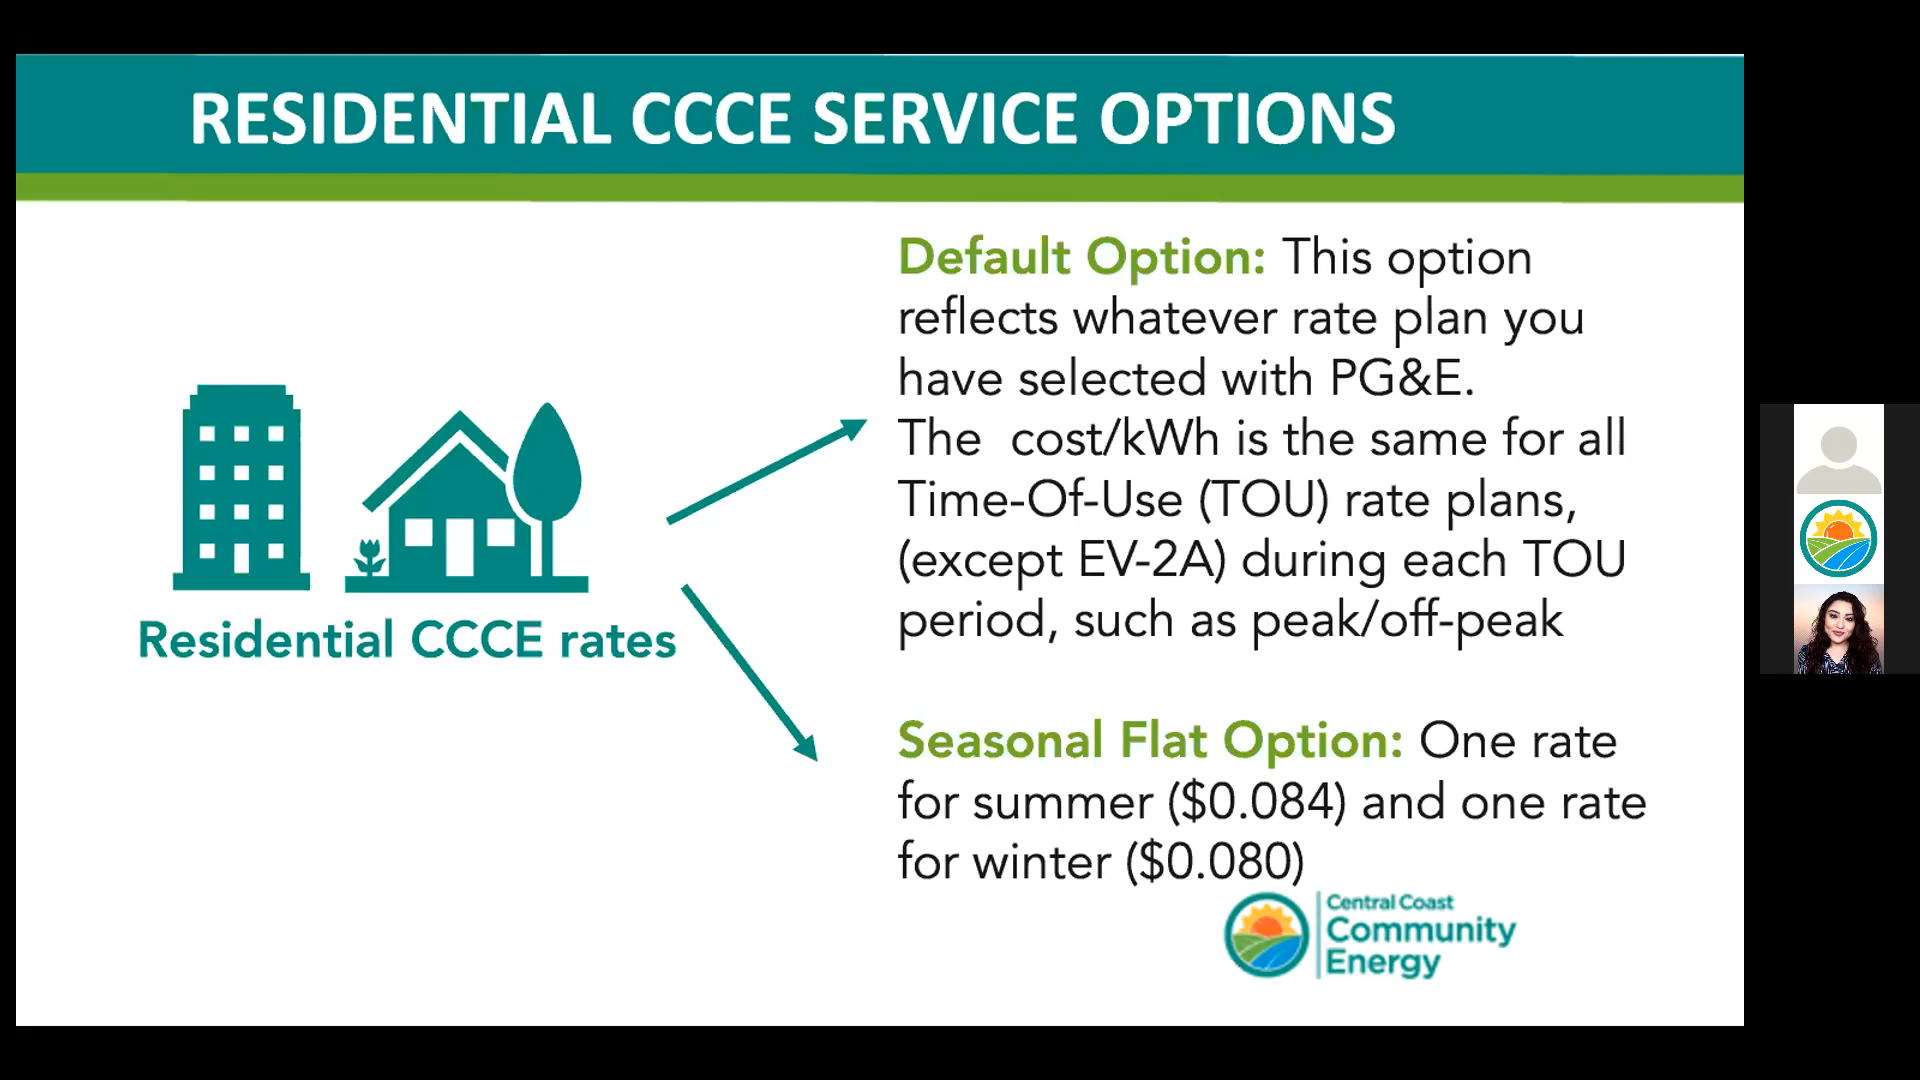 RESIDENTIAL CCCE SERVICE OPTIONS
Residential CCCE rates
Default Option: This option
reflects whatever rate plan you
have selected with PG&E.
The  cost/kWh is the same for all
Time-Of-Use (TOU) rate plans,
(except EV-2A) during each TOU
period, such as peak/off-peak
Seasonal Flat Option: One rate
for summer ($0.084) and one rate
for winter ($0.080)
Central Coast
Community
Energy